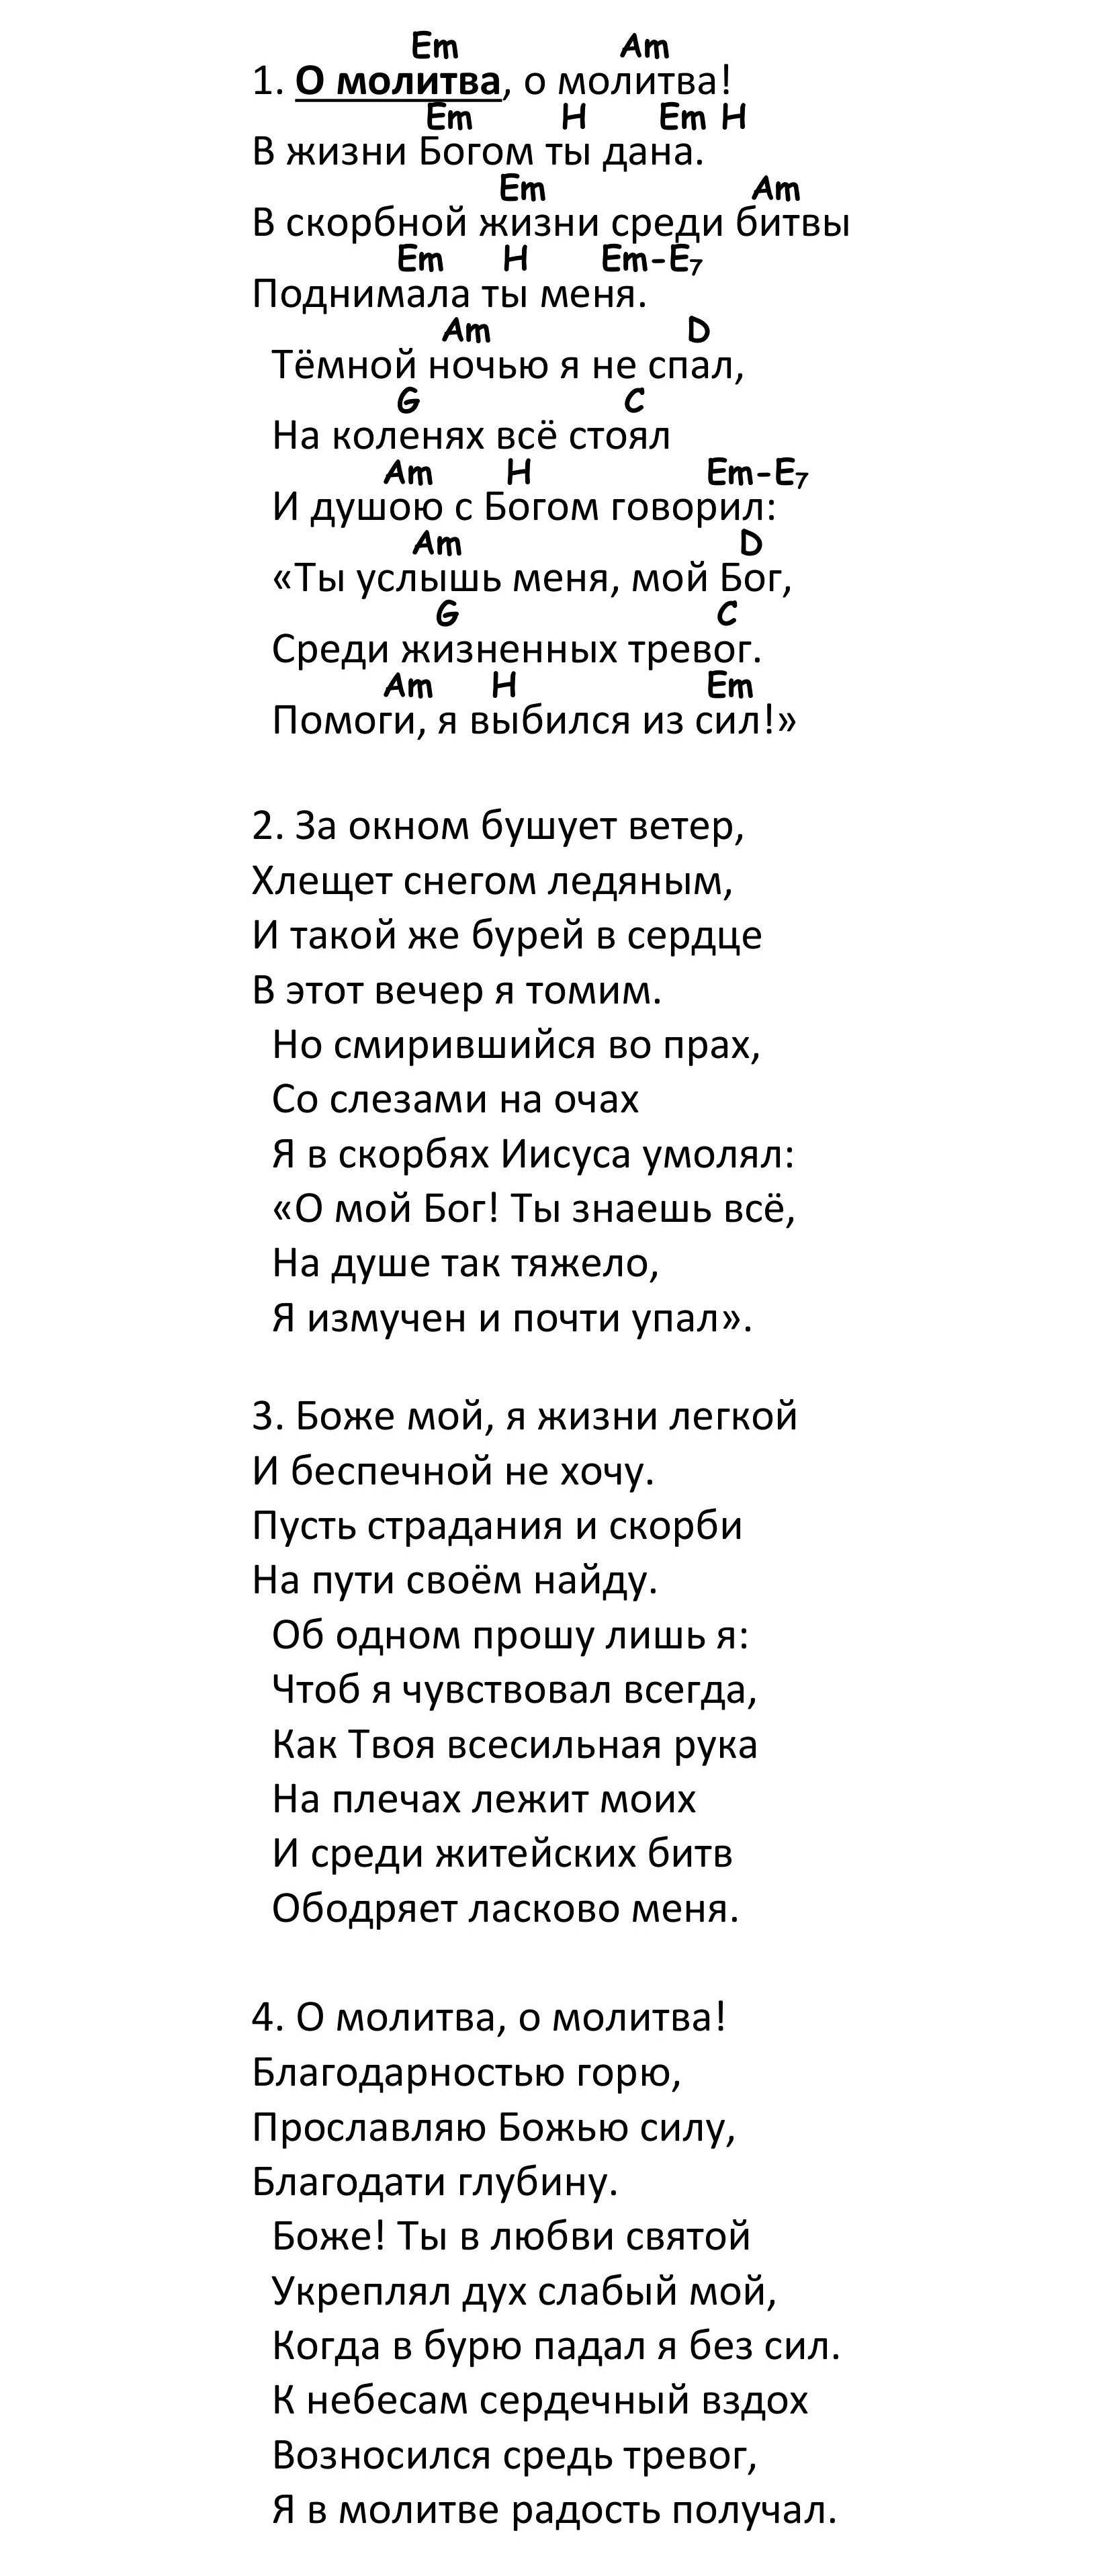 Em Am
1. О молитва, о молитва!
Em H Em H
В жизни Богом ты дана.
Em Am
В скорбной жизни среди битвы
Em H Em-E7
Поднимала ты меня.
Am D
Тёмной ночью я не спал,
G C
На коленях всё стоял
Am H Em-E7
И душою с Богом говорил:
Am D
«Ты услышь меня, мой Бог,
G C
Среди жизненных тревог.
Am H Em
Помоги, я выбился из сил!»
2. За окном бушует ветер,
Хлещет снегом ледяным,
И такой же бурей в сердце
В этот вечер я томим.
Но смирившийся во прах,
Со слезами на очах
Я в скорбях Иисуса умолял:
«О мой Бог! Ты знаешь всё,
На душе так тяжело,
Я измучен и почти упал».
3. Боже мой, я жизни легкой
И беспечной не хочу.
Пусть страдания и скорби
На пути своём найду.
Об одном прошу лишь я:
Чтоб я чувствовал всегда,
Как Твоя всесильная рука
На плечах лежит моих
И среди житейских битв
Ободряет ласково меня.
4. О молитва, о молитва!
Благодарностью горю,
Прославляю Божью силу,
Благодати глубину.
Боже! Ты в любви святой
Укреплял дух слабый мой,
Когда в бурю падал я без сил.
К небесам сердечный вздох
Возносился средь тревог,
Я в молитве радость получал.